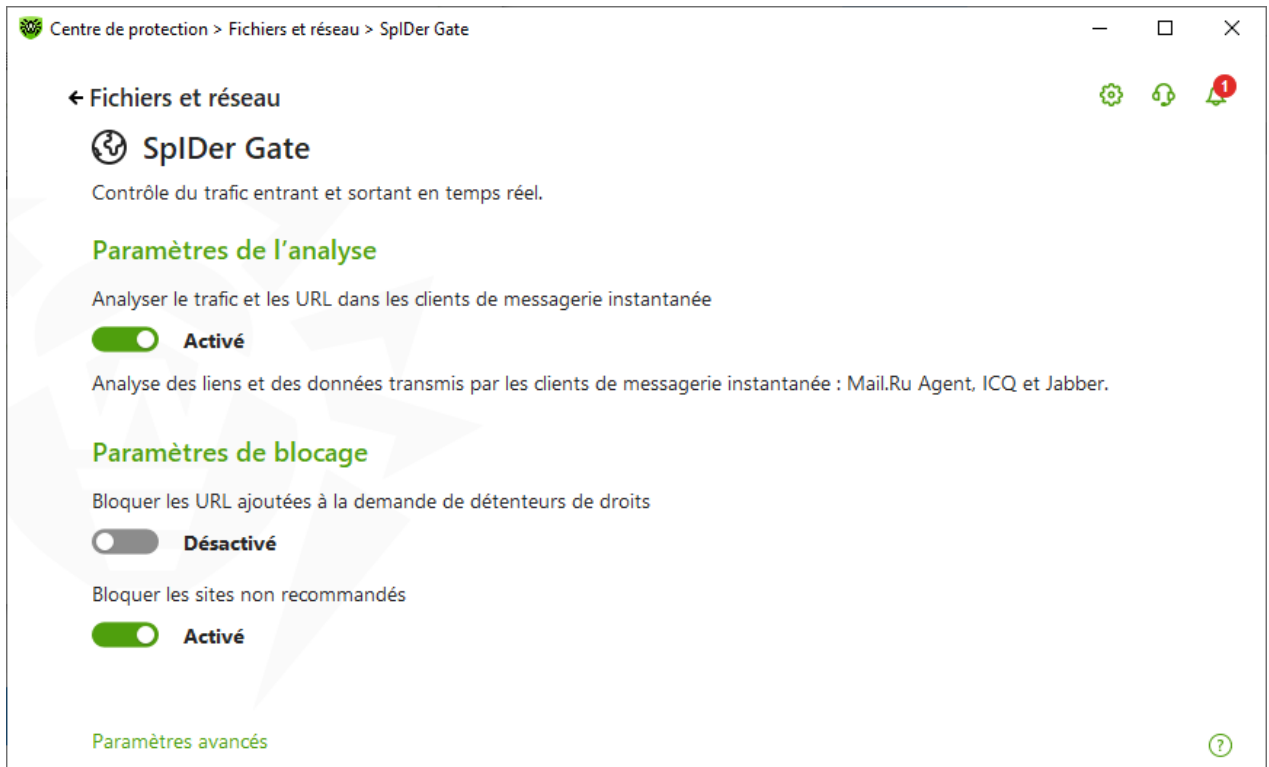 Centre de protection > Fichiers et réseau > SpIDer Gate
← Fichiers et réseau
1
SpIDer Gate
Contrôle du trafic entrant et sortant en temps réel.
Paramètres de l’analyse
Analyser le trafic et les URL dans les clients de messagerie instantanée
Activé
Analyse des liens et des données transmis par les clients de messagerie instantanée : Mail.Ru Agent, ICQ et Jabber.
Paramètres de blocage
Bloquer les URL ajoutées à la demande de détenteurs de droits
Désactivé
Bloquer les sites non recommandés
Activé
Paramètres avancés
?